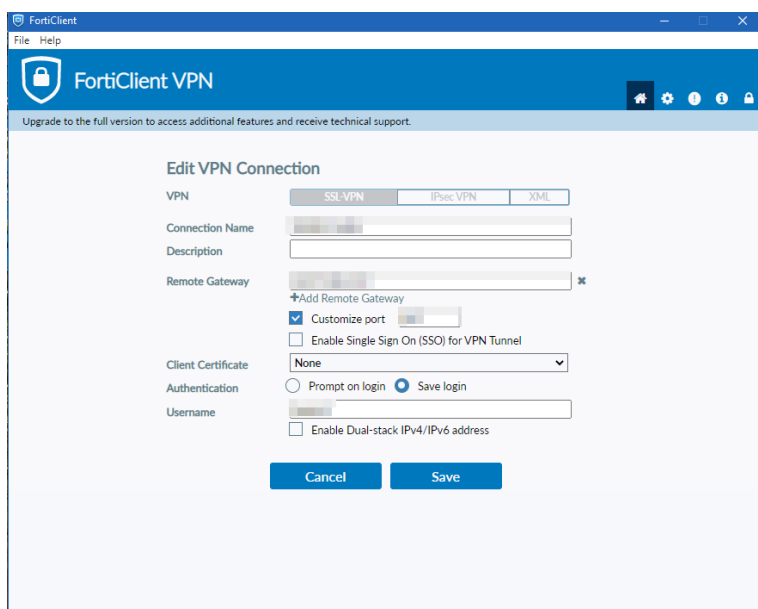 FortiClient
File Help
FortiClient VPN
Upgrade to the full version to access additional features and receive technical support.
Edit VPN Connection
VPN SSL-VPN IPsec VPN XML
Connection Name
Description
Remote Gateway
+Add Remote Gateway
Customize port
Enable Single Sign On (SSO) for VPN Tunnel
Client Certificate None
Authentication Prompt on login Save login
Username
Enable Dual-stack IPv4/IPv6 address
Cancel Save